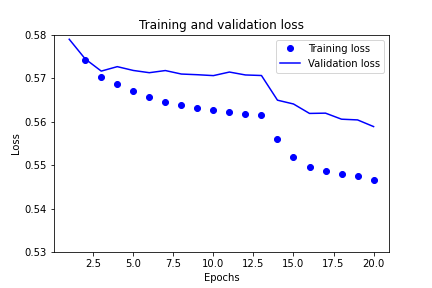 Training and validation loss
0.58
0.57
0.56
0.55
0.54
0.53
Loss
Training loss
Validation loss
2.5 5.0 7.5 10.0 12.5 15.0 17.5 20.0
Epochs